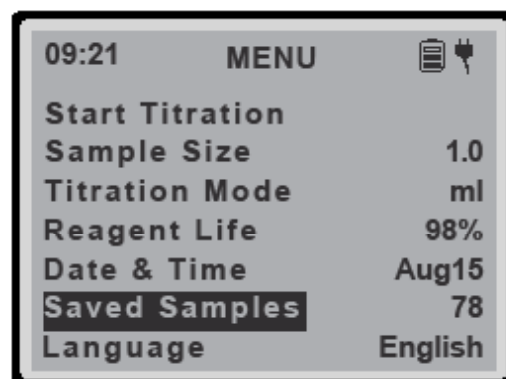 09:21 MENU
Start Titration
Sample Size 1.0
Titration Mode ml
Reagent Life 98%
Date & Time Aug15
Saved Samples 78
Language English